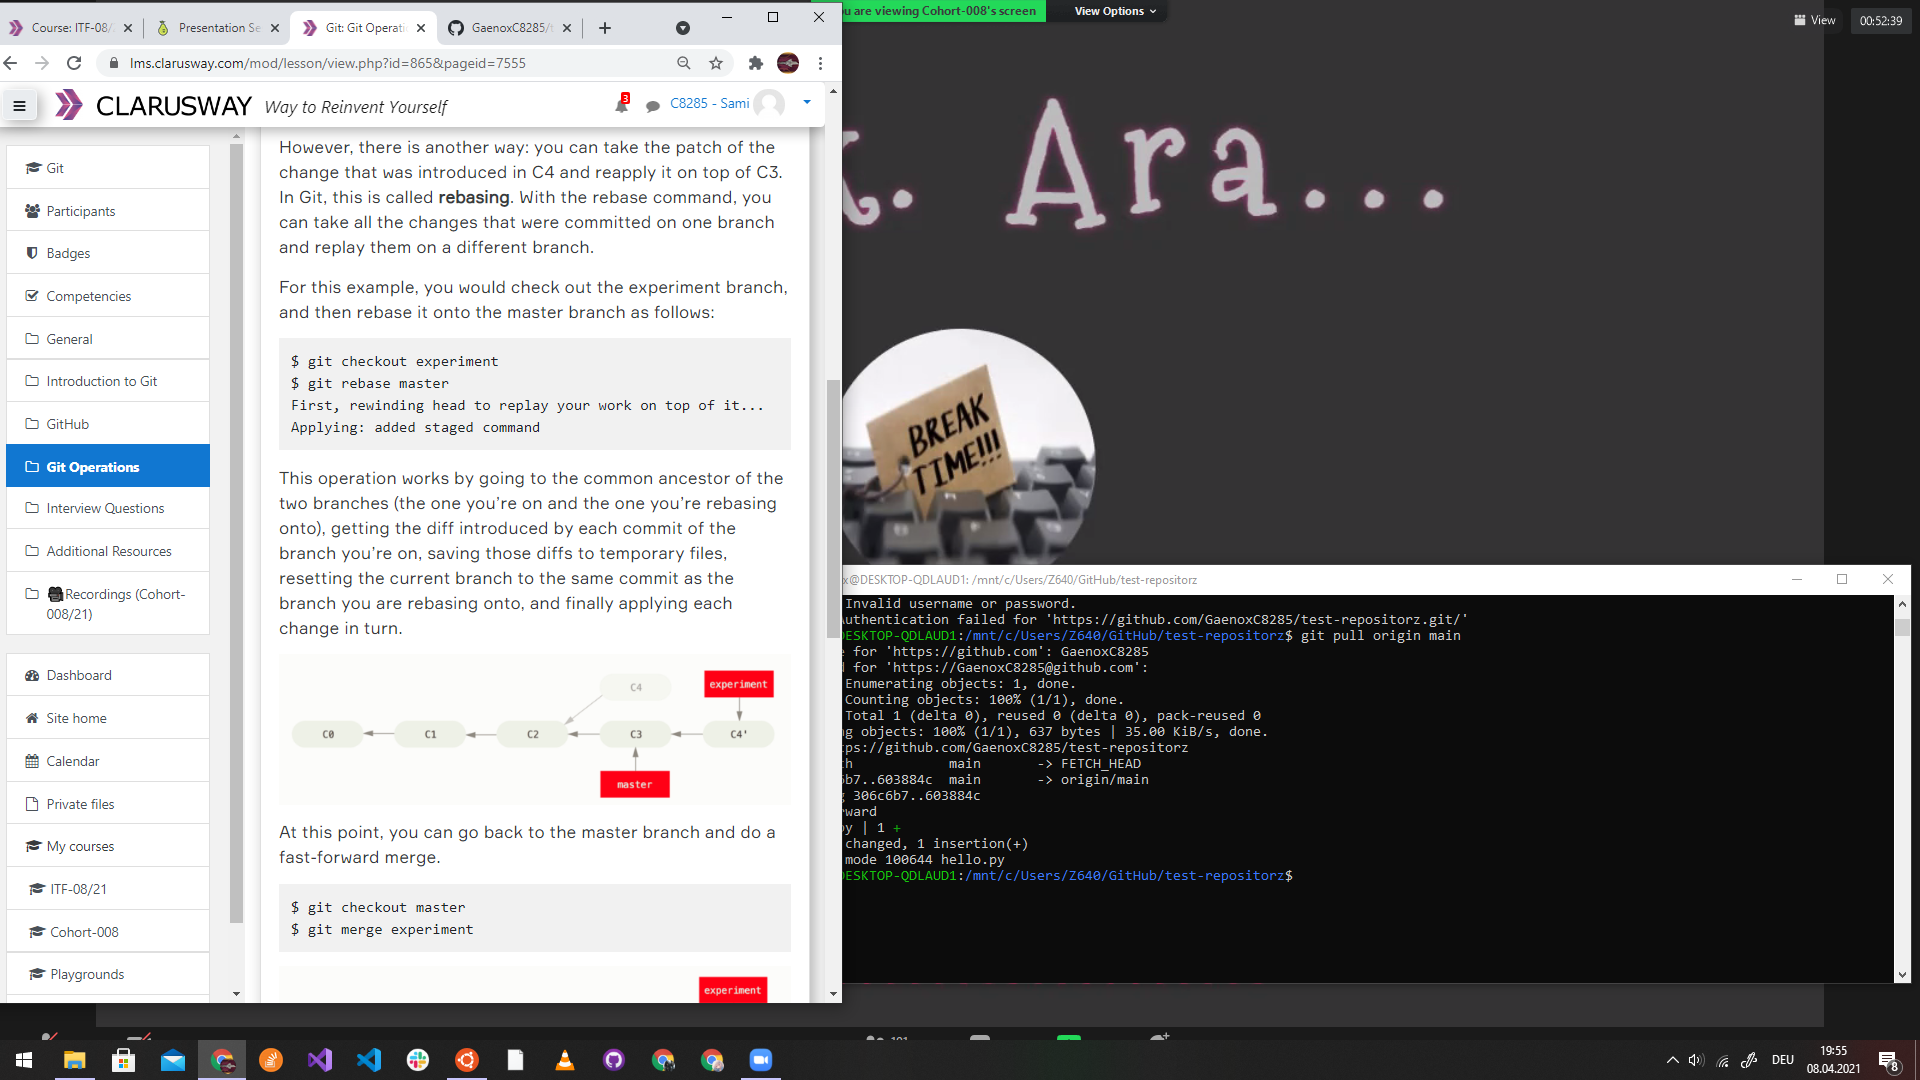 Course: ITF-08/
Presentation Se
Git: Git Operati
GaenoxC8285/t
lms.clarusway.com/mod/lesson/view.php?id=865&pageid=7555
CLARUSWAY Way to Reinvent Yourself
3
C8285 - Sami
Git
Participants
Badges
Competencies
General
Introduction to Git
GitHub
Git Operations
Interview Questions
Additional Resources
Recordings (Cohort-
008/21)
Dashboard
Site home
Calendar
Private files
My courses
ITF-08/21
Cohort-008
Playgrounds
However, there is another way: you can take the patch of the
change that was introduced in C4 and reapply it on top of C3.
In Git, this is called rebasing. With the rebase command, you
can take all the changes that were committed on one branch
and replay them on a different branch.
For this example, you would check out the experiment branch,
and then rebase it onto the master branch as follows:
$ git checkout experiment
$ git rebase master
First, rewinding head to replay your work on top of it...
Applying: added staged command
This operation works by going to the common ancestor of the
two branches (the one you're on and the one you're rebasing
onto), getting the diff introduced by each commit of the
branch you're on, saving those diffs to temporary files,
resetting the current branch to the same commit as the
branch you are rebasing onto, and finally applying each
change in turn.
C4
experiment
C0
C1
C2
C3
C4'
master
At this point, you can go back to the master branch and do a
fast-forward merge.
$ git checkout master
$ git merge experiment
experiment
ou are viewing Cohort-008's screen
View Options
View
00:52:39
k. Ara...
BREAK
TIME!!!
x@DESKTOP-QDLAUD1: /mnt/c/Users/Z640/GitHub/test-repositorz
Invalid username or password.
uthentication failed for 'https://github.com/GaenoxC8285/test-repositorz.git/'
DESKTOP-QDLAUD1:/mnt/c/Users/Z640/GitHub/test-repositorz$ git pull origin main
e for 'https://github.com': GaenoxC8285
d for 'https://GaenoxC8285@github.com':
Enumerating objects: 1, done.
Counting objects: 100% (1/1), done.
Total 1 (delta 0), reused 0 (delta 0), pack-reused 0
ng objects: 100% (1/1), 637 bytes | 35.00 KiB/s, done.
tps://github.com/GaenoxC8285/test-repositorz
ch main -> FETCH_HEAD
6b7..603884c main -> origin/main
g 306c6b7..603884c
ward
py | 1 +
changed, 1 insertion(+)
mode 100644 hello.py
DESKTOP-QDLAUD1:/mnt/c/Users/Z640/GitHub/test-repositorz$
DEU
19:55
08.04.2021
8